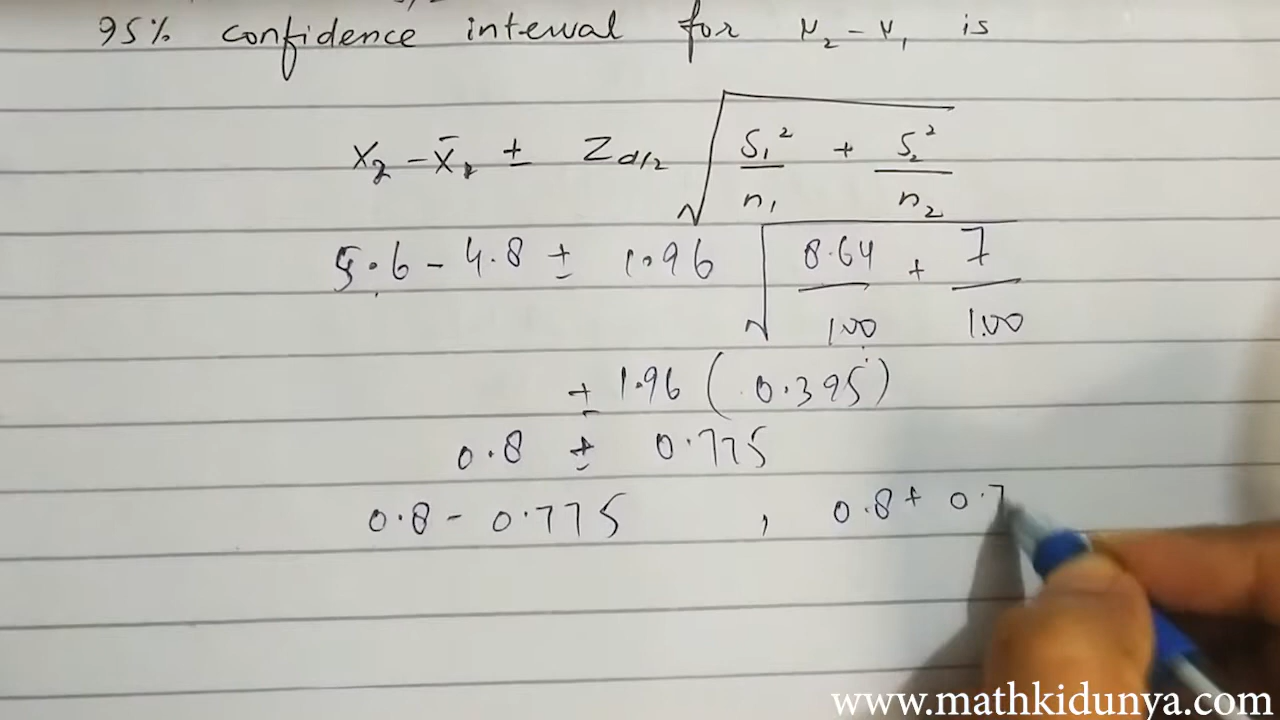 95% confidence interval for μ₂ - μ₁ is
x₂ - x̄₁ ± Z α/2 √(S₁²/n₁ + S₂²/n₂)
5.6 - 4.8 ± 1.96 √(8.64/100 + 7/100)
± 1.96 (0.395)
0.8 ± 0.775
0.8 - 0.775 , 0.8 + 0.7
www.mathkidunya.com